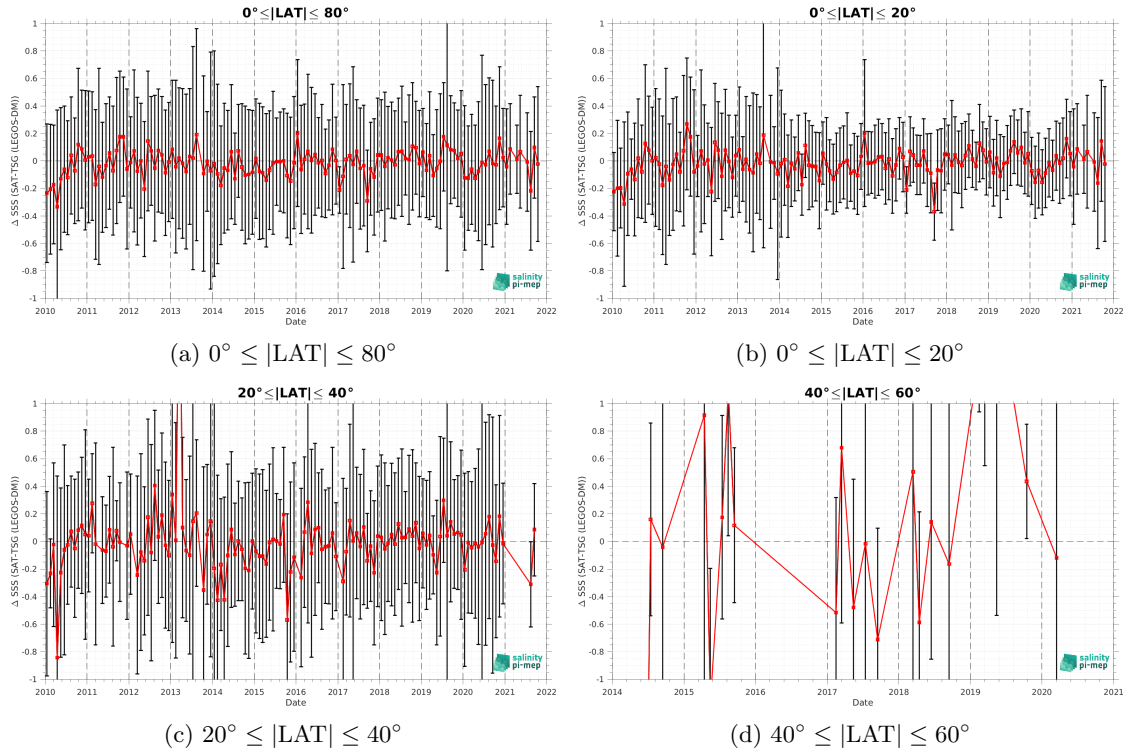 0°≤|LAT|≤ 80°
Δ SSS (SAT-TSG (LEGOS-DM))
1
0.8
0.6
0.4
0.2
0
-0.2
-0.4
-0.6
-0.8
-1
2010 2011 2012 2013 2014 2015 2016 2017 2018 2019 2020 2021 2022
Date
salinity
pi-mep
(a) 0° ≤ |LAT| ≤ 80°
0°≤|LAT|≤ 20°
Δ SSS (SAT-TSG (LEGOS-DM))
1
0.8
0.6
0.4
0.2
0
-0.2
-0.4
-0.6
-0.8
-1
2010 2011 2012 2013 2014 2015 2016 2017 2018 2019 2020 2021 2022
Date
salinity
pi-mep
(b) 0° ≤ |LAT| ≤ 20°
20°≤|LAT|≤ 40°
Δ SSS (SAT-TSG (LEGOS-DM))
1
0.8
0.6
0.4
0.2
0
-0.2
-0.4
-0.6
-0.8
-1
2010 2011 2012 2013 2014 2015 2016 2017 2018 2019 2020 2021 2022
Date
salinity
pi-mep
(c) 20° ≤ |LAT| ≤ 40°
40°≤|LAT|≤ 60°
Δ SSS (SAT-TSG (LEGOS-DM))
1
0.8
0.6
0.4
0.2
0
-0.2
-0.4
-0.6
-0.8
-1
2014 2015 2016 2017 2018 2019 2020 2021
Date
salinity
pi-mep
(d) 40° ≤ |LAT| ≤ 60°